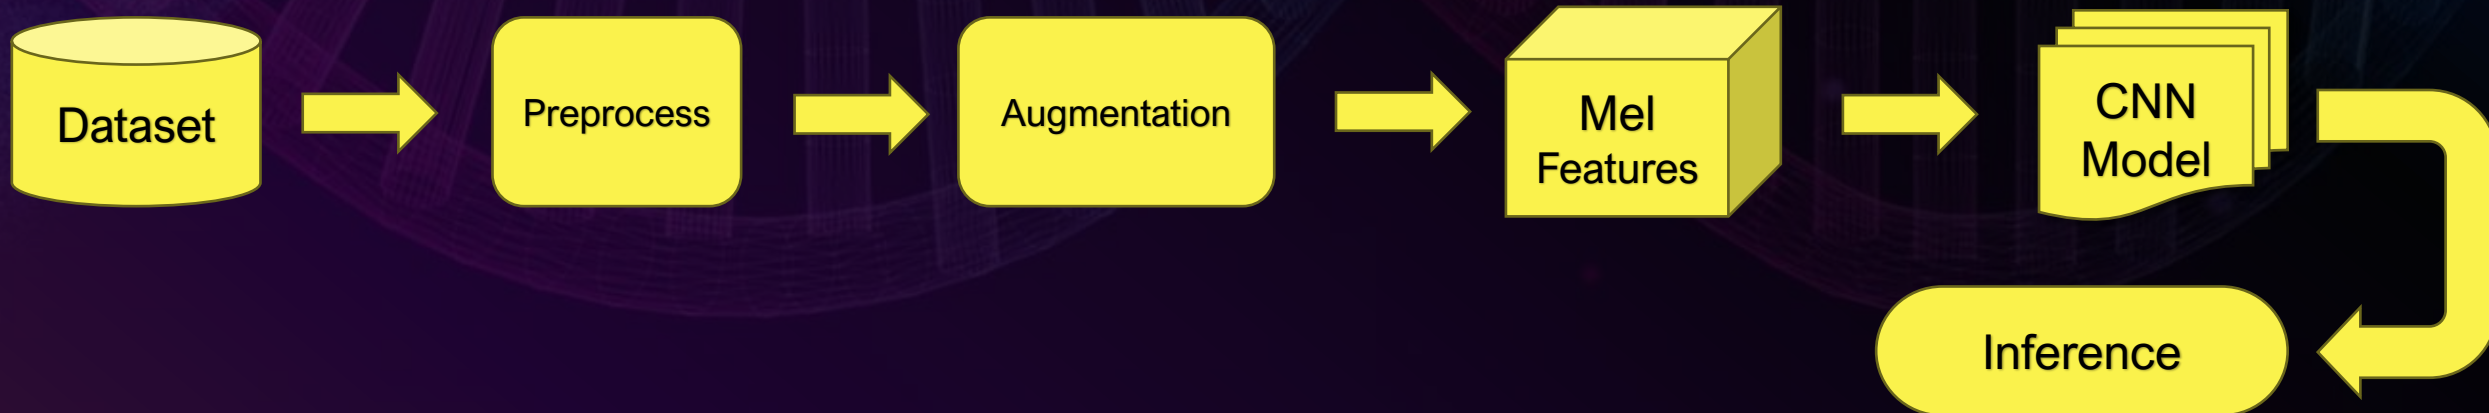 Dataset
Preprocess
Augmentation
Mel
Features
CNN
Model
Inference